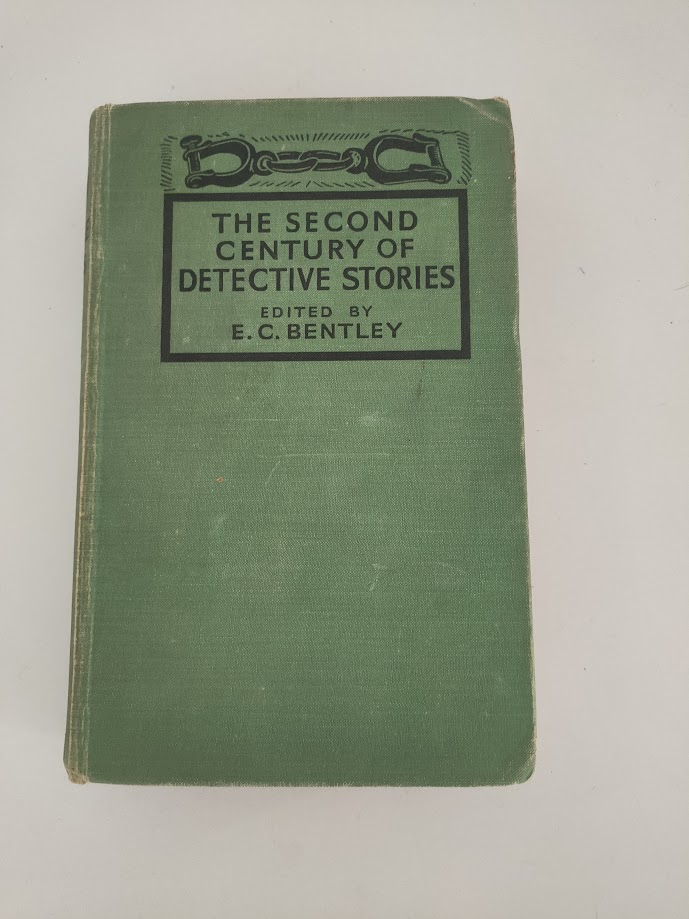 THE SECOND
CENTURY OF
DETECTIVE STORIES
EDITED BY
E. C. BENTLEY